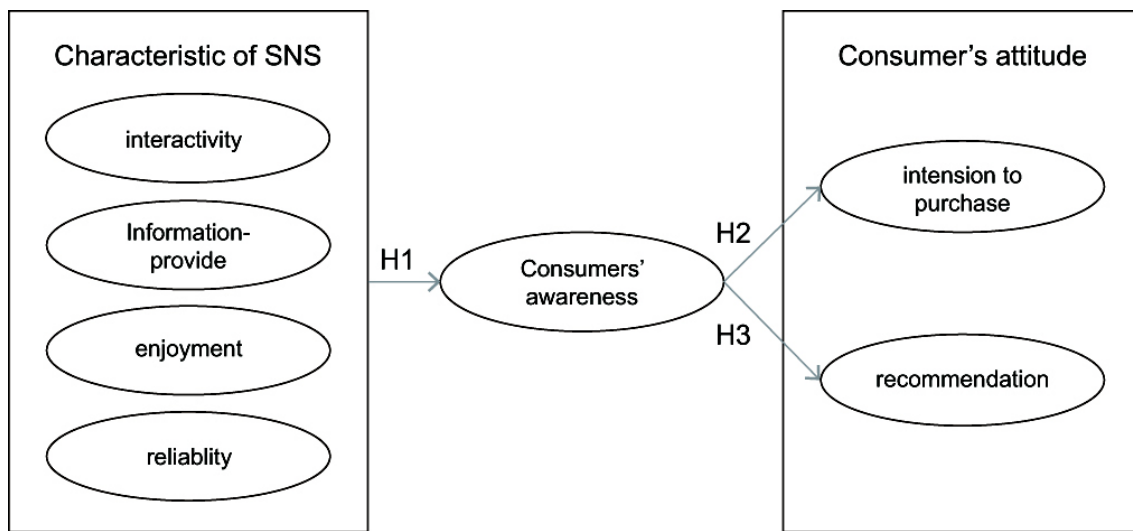 Characteristic of SNS
interactivity
Information-
provide
enjoyment
reliablity
H1
Consumers’
awareness
H2
H3
Consumer’s attitude
intension to
purchase
recommendation